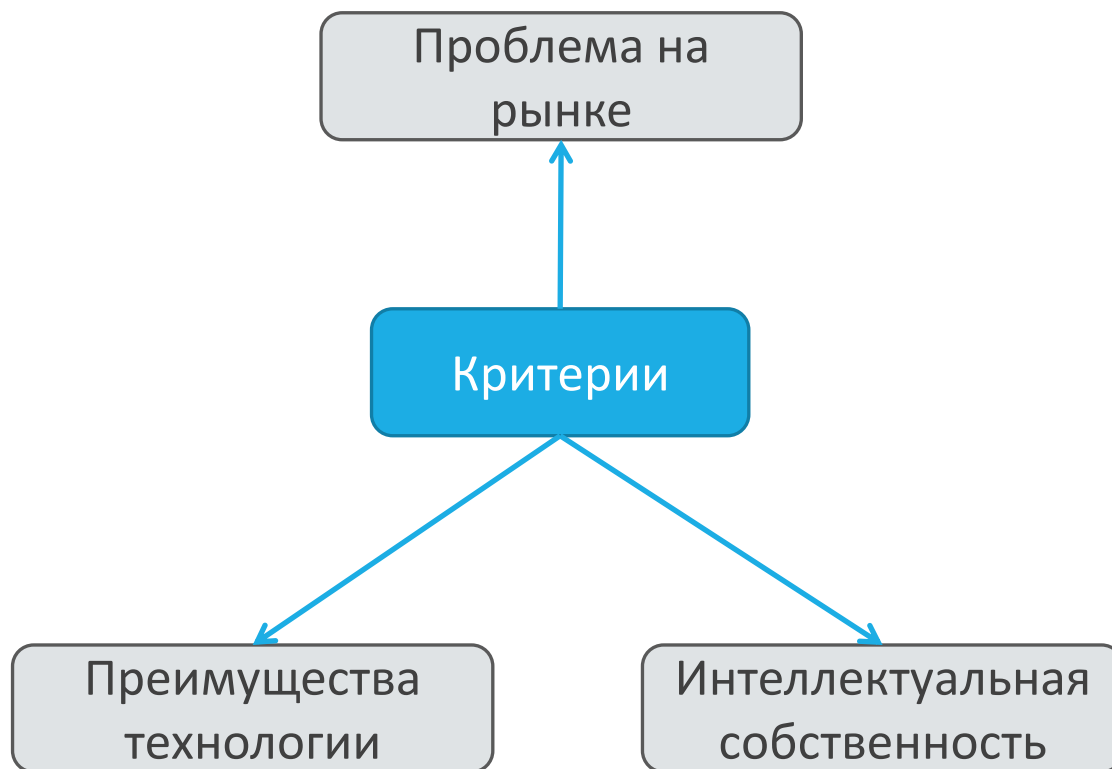 Проблема на
рынке
Критерии
Преимущества
технологии
Интеллектуальная
собственность